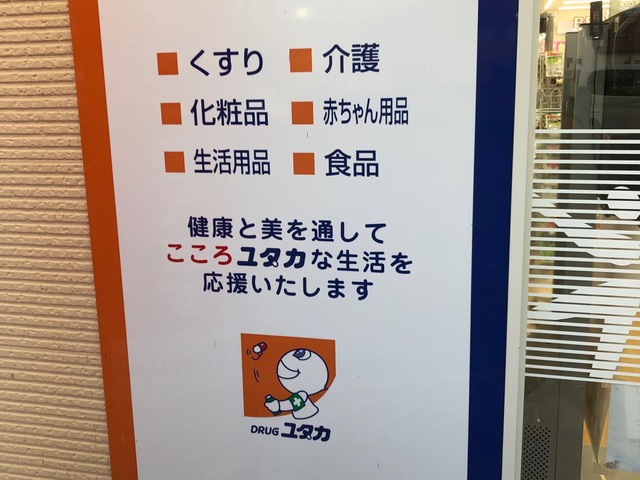 ■ くすり ■ 介護
■ 化粧品 ■ 赤ちゃん用品
■ 生活用品 ■ 食品
健康と美を通して
こころユタカな生活を
応援いたします
DRUG ユタカ